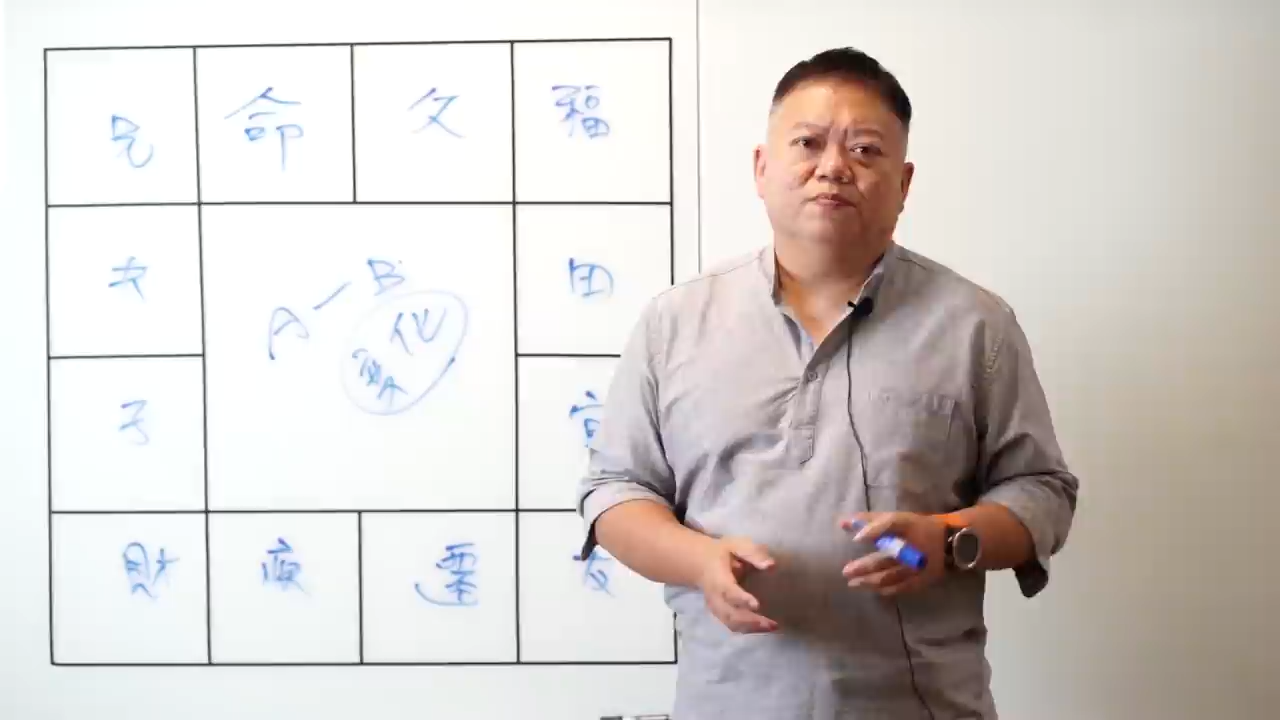 兄 命 父 福
夫 田
A － B
化
子 官
財 疾 遷 友